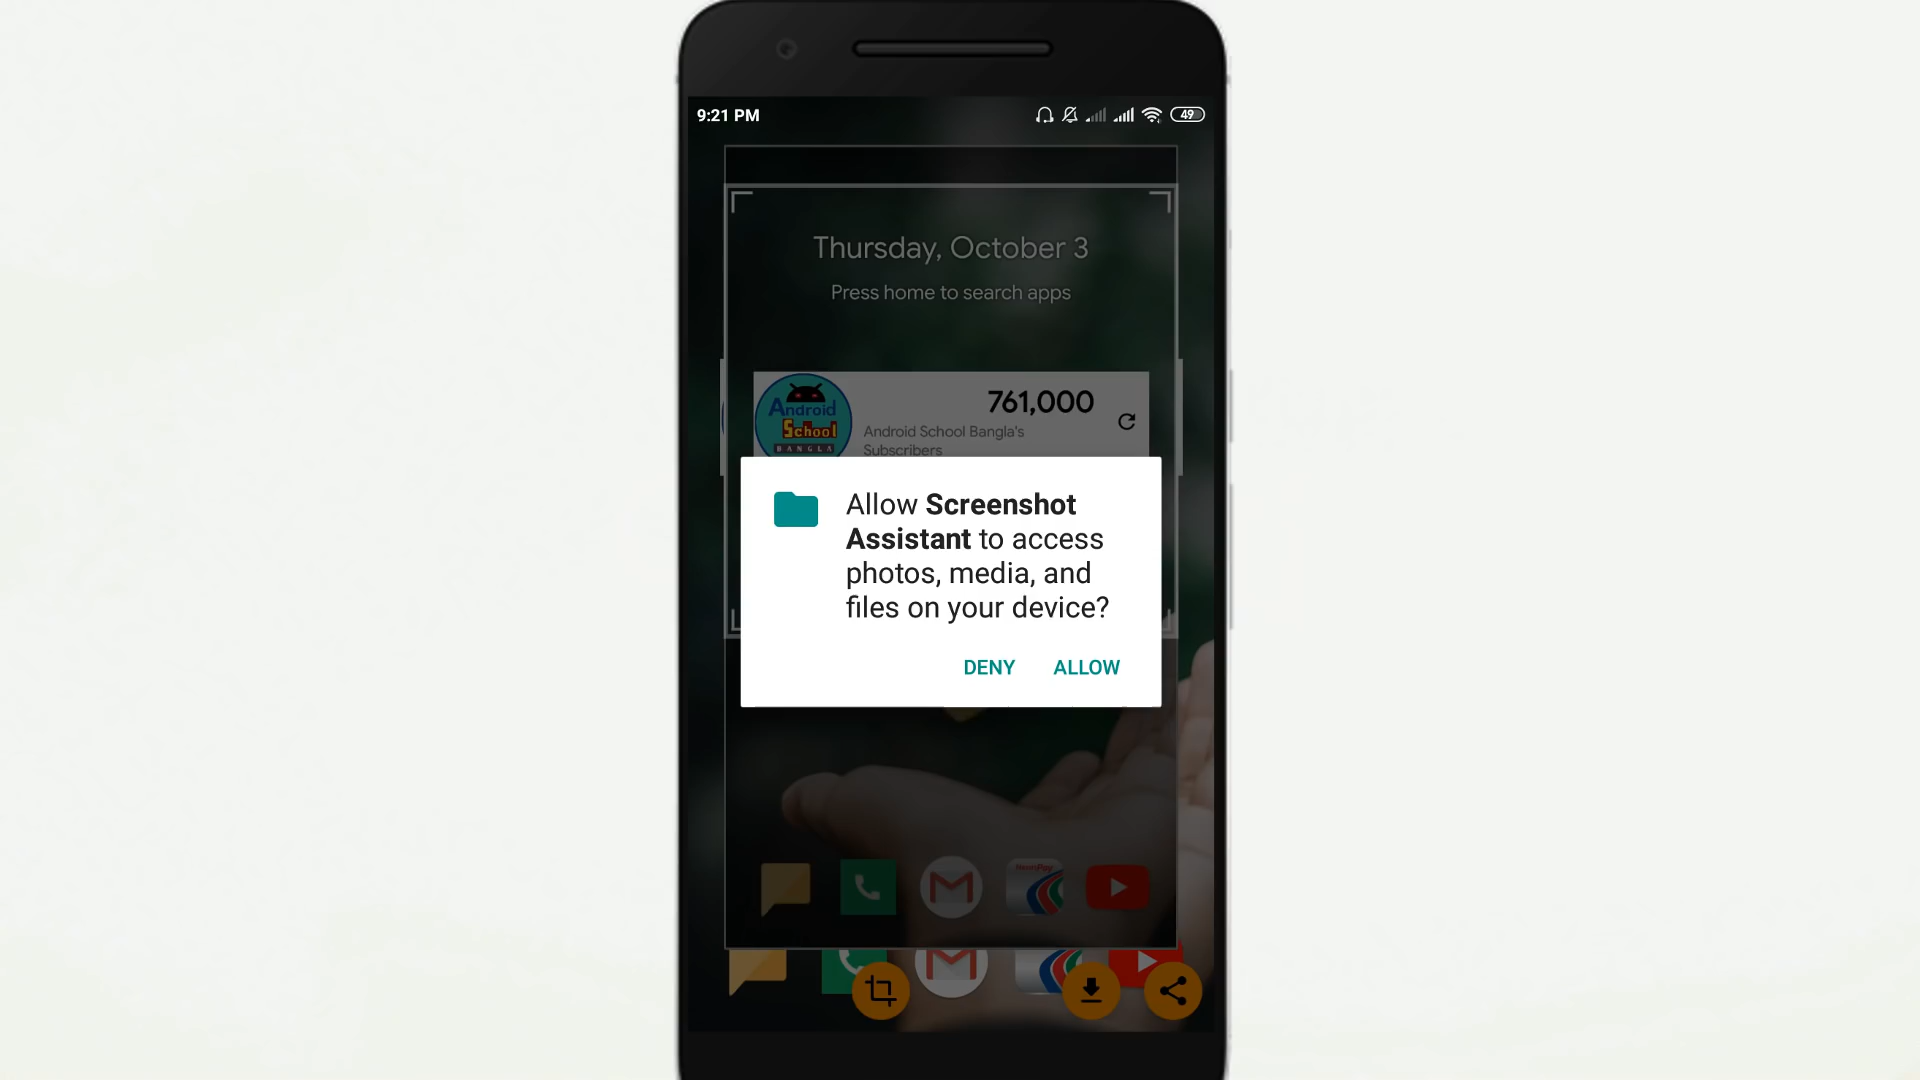 9:21 PM
49
Thursday, October 3
Press home to search apps
761,000
Android School Bangla's
Subscribers
Android
School
BANGLA
Allow Screenshot
Assistant to access
photos, media, and
files on your device?
DENY
ALLOW